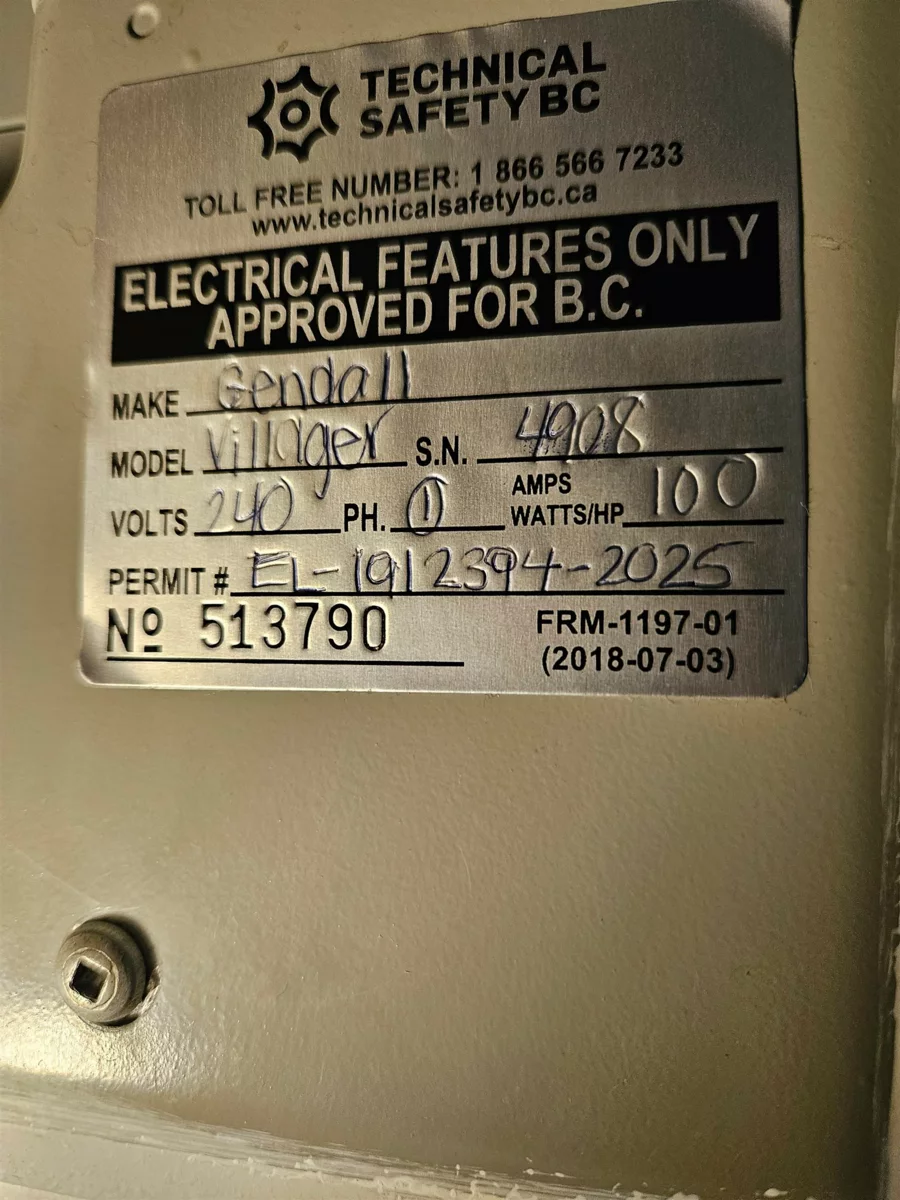 TECHNICAL
SAFETY BC
TOLL FREE NUMBER: 1 866 566 7233
www.technicalsafetybc.ca
ELECTRICAL FEATURES ONLY
APPROVED FOR B.C.
MAKE Gendall
MODEL Villager S.N. 4908
VOLTS 240 PH. 1 AMPS WATTS/HP 100
PERMIT # EL-1912394-2025
Nº 513790 FRM-1197-01
(2018-07-03)